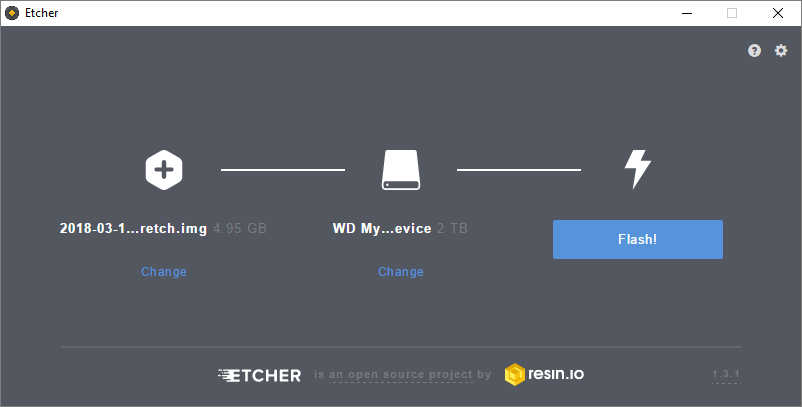 Etcher
2018-03-1...retch.img 4.95 GB
WD My...evice 2 TB
Flash!
Change
Change
ETCHER is an open source project by resin.io 1.3.1